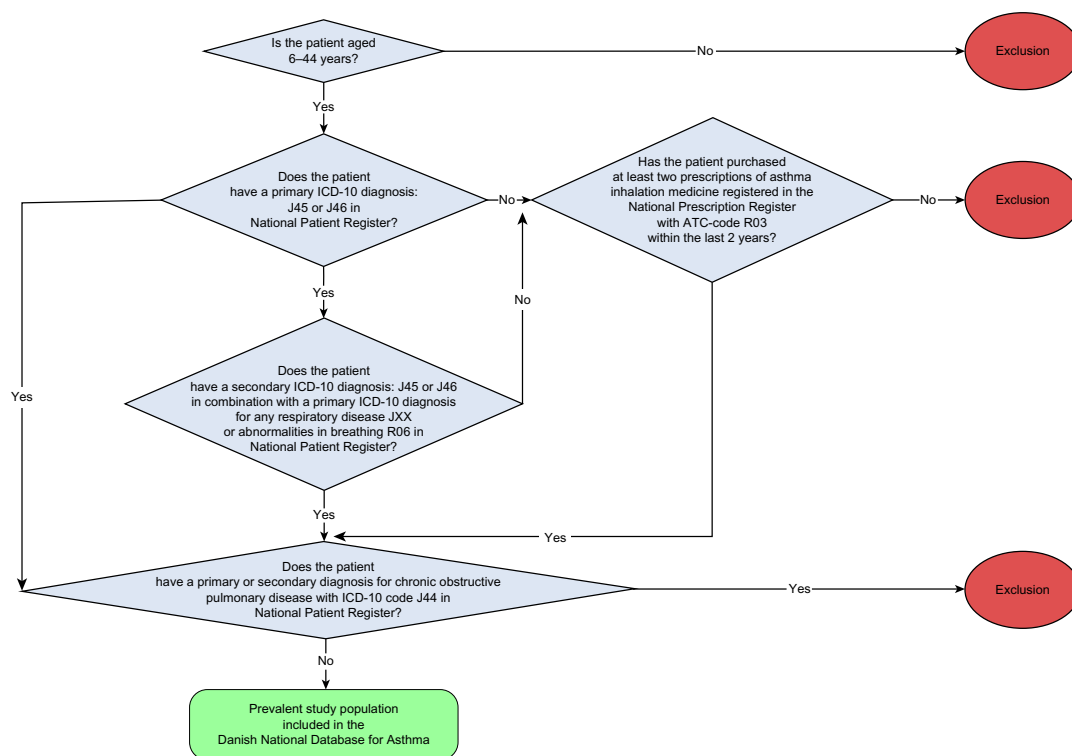 Is the patient aged
6–44 years?
No
Exclusion
Yes
Does the patient
have a primary ICD-10 diagnosis:
J45 or J46 in
National Patient Register?
No
Has the patient purchased
at least two prescriptions of asthma
inhalation medicine registered in the
National Prescription Register
with ATC-code R03
within the last 2 years?
No
Exclusion
Yes
No
Does the patient
have a secondary ICD-10 diagnosis: J45 or J46
in combination with a primary ICD-10 diagnosis
for any respiratory disease JXX
or abnormalities in breathing R06 in
National Patient Register?
Yes
Yes
Yes
Does the patient
have a primary or secondary diagnosis for chronic obstructive
pulmonary disease with ICD-10 code J44 in
National Patient Register?
Yes
Exclusion
No
Prevalent study population
included in the
Danish National Database for Asthma